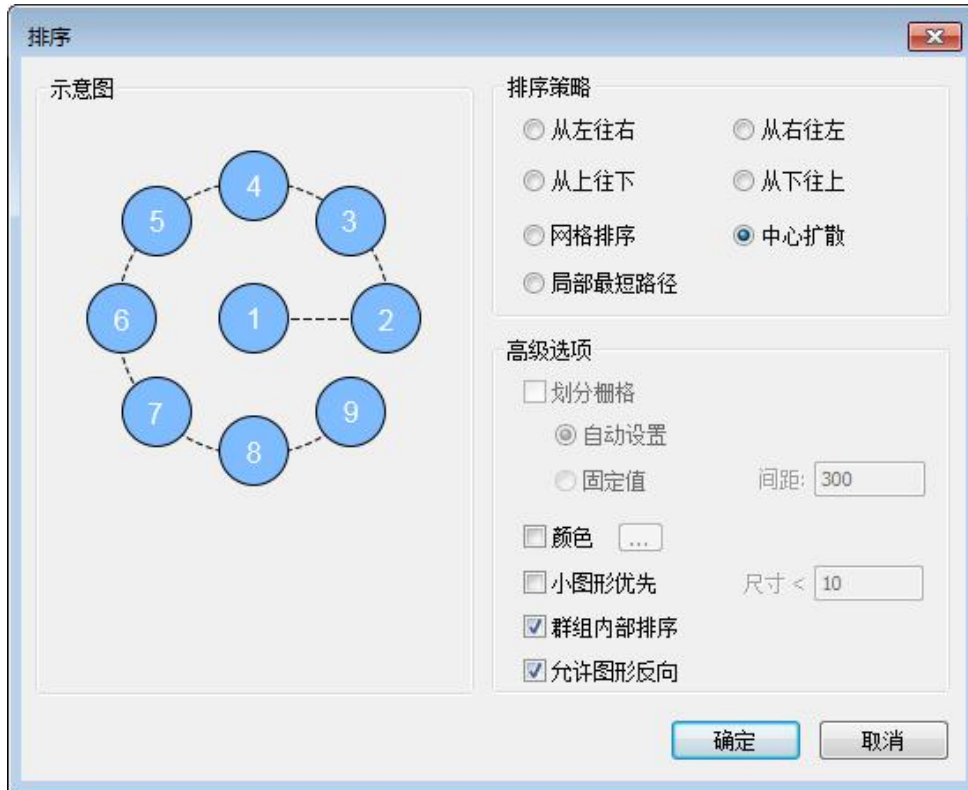 排序
示意图
4
5
3
6
1
2
7
9
8
排序策略
从左往右
从右往左
从上往下
从下往上
网格排序
中心扩散
局部最短路径
高级选项
划分栅格
自动设置
固定值
间距: 300
颜色 ...
小图形优先
尺寸 < 10
群组内部排序
允许图形反向
确定
取消